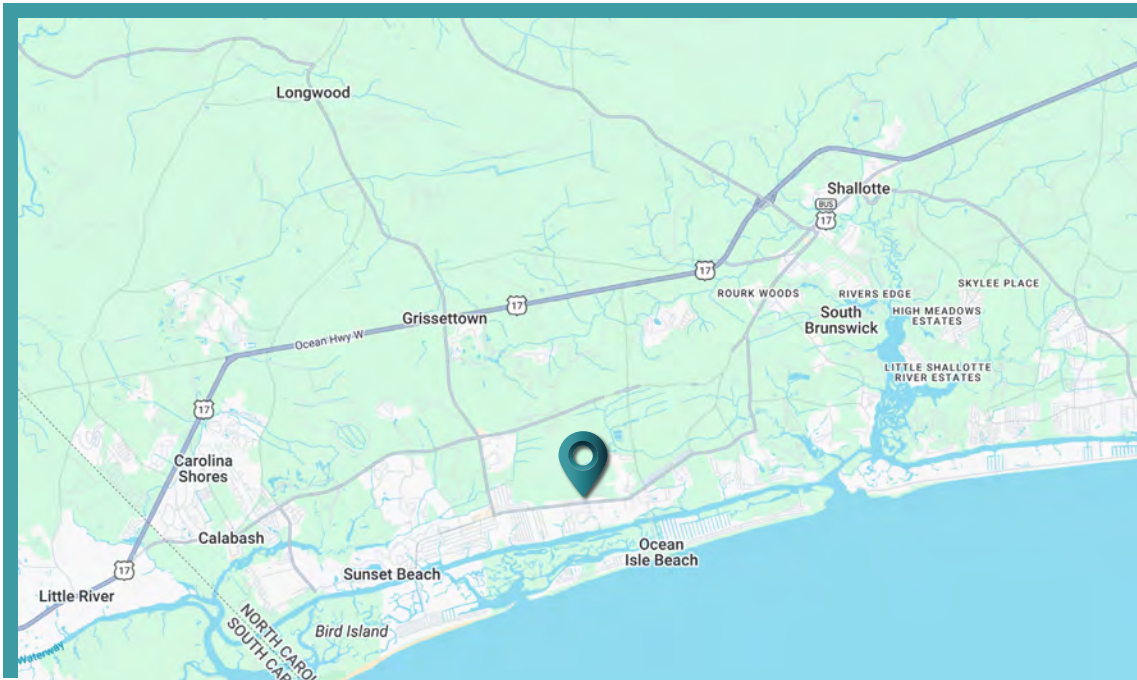 Longwood
Shallotte
BUS
17
17
ROURK WOODS
RIVERS EDGE
SKYLEE PLACE
17
Grissettown
South
Brunswick
HIGH MEADOWS
ESTATES
Ocean Hwy W
LITTLE SHALLOTTE
RIVER ESTATES
17
Carolina
Shores
Calabash
Ocean
Isle Beach
17
Sunset Beach
Little River
Bird Island
NORTH CAROL
SOUTH CAR
Waterway